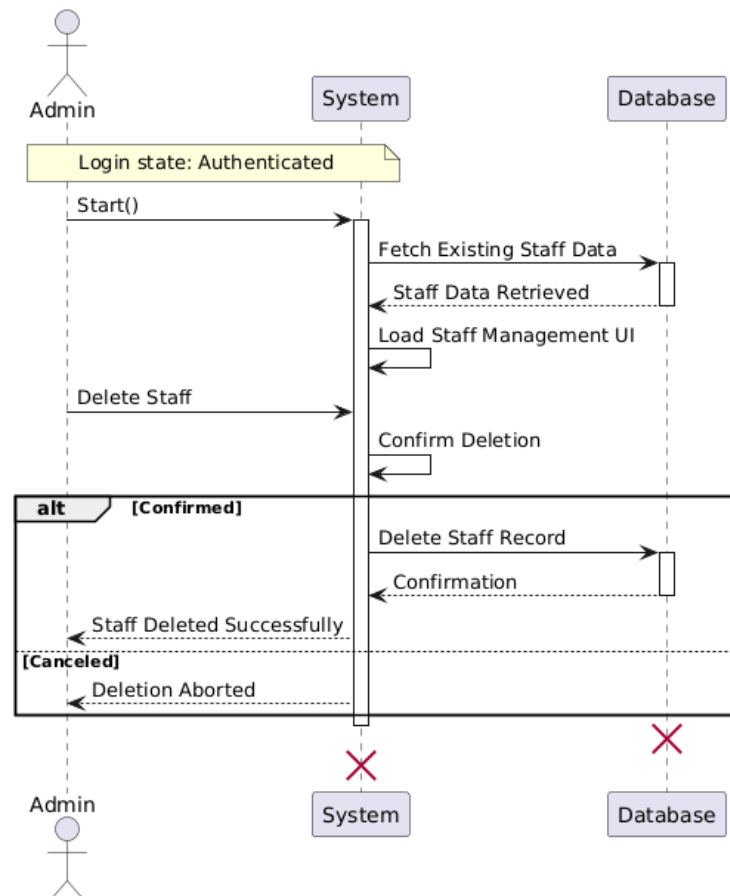 Admin
System
Database
Login state: Authenticated
Start()
Fetch Existing Staff Data
Staff Data Retrieved
Load Staff Management UI
Delete Staff
Confirm Deletion
alt [Confirmed]
Delete Staff Record
Confirmation
Staff Deleted Successfully
[Canceled]
Deletion Aborted
Admin
System
Database